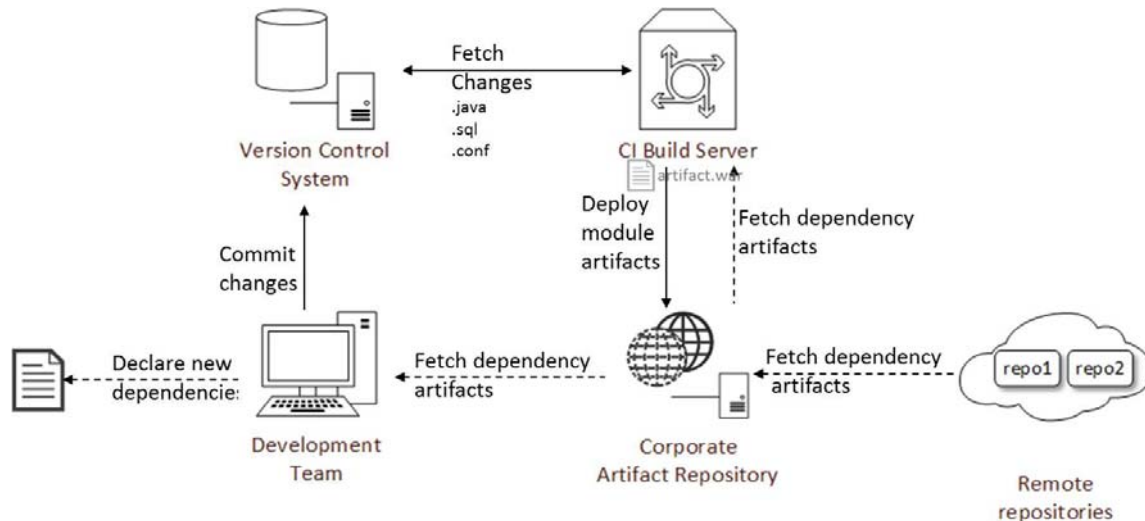 Fetch
Changes
.java
.sql
.conf
Version Control
System
CI Build Server
artifact.war
Deploy
module
artifacts
Fetch dependency
artifacts
Commit
changes
Declare new
dependencies
Fetch dependency
artifacts
Fetch dependency
artifacts
repo1 repo2
Development
Team
Corporate
Artifact Repository
Remote
repositories